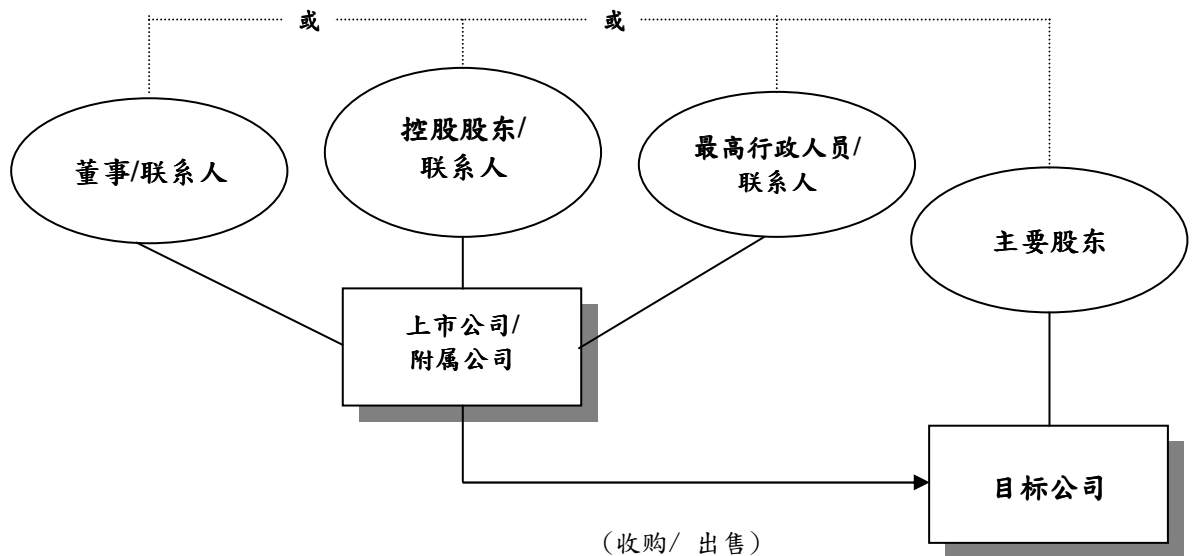 或
或
董事/联系人
控股股东/
联系人
最高行政人员/
联系人
主要股东
上市公司/
附属公司
目标公司
（收购/ 出售）